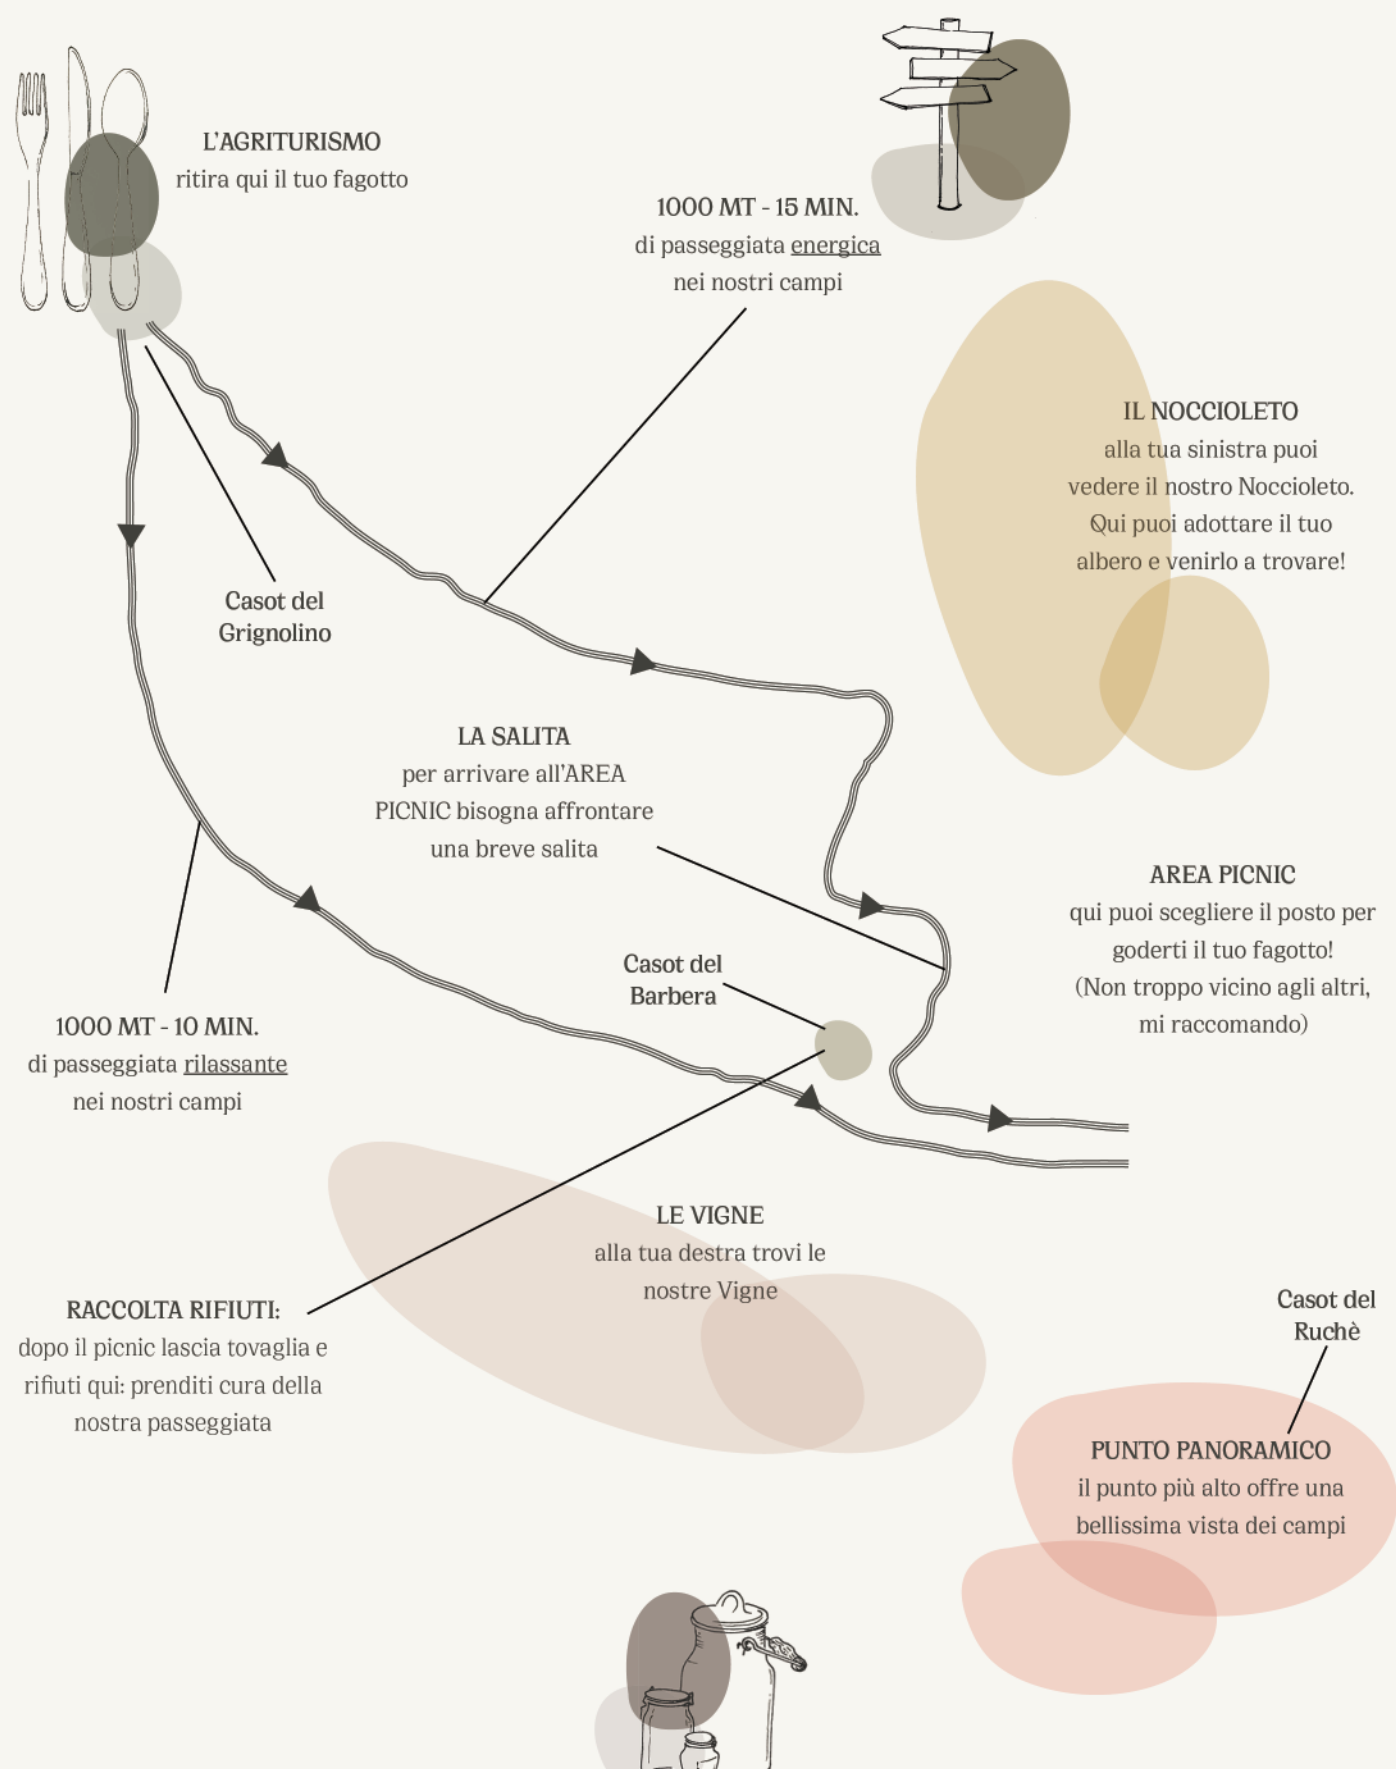 L'AGRITURISMO
ritira qui il tuo fagotto
1000 MT - 15 MIN.
di passeggiata energica
nei nostri campi
IL NOCCIOLETO
alla tua sinistra puoi
vedere il nostro Noccioleto.
Qui puoi adottare il tuo
albero e venirlo a trovare!
Casot del
Grignolino
LA SALITA
per arrivare all'AREA
PICNIC bisogna affrontare
una breve salita
AREA PICNIC
qui puoi scegliere il posto per
goderti il tuo fagotto!
(Non troppo vicino agli altri,
mi raccomando)
Casot del
Barbera
1000 MT - 10 MIN.
di passeggiata rilassante
nei nostri campi
LE VIGNE
alla tua destra trovi le
nostre Vigne
RACCOLTA RIFIUTI:
dopo il picnic lascia tovaglia e
rifiuti qui: prenditi cura della
nostra passeggiata
Casot del
Ruchè
PUNTO PANORAMICO
il punto più alto offre una
bellissima vista dei campi